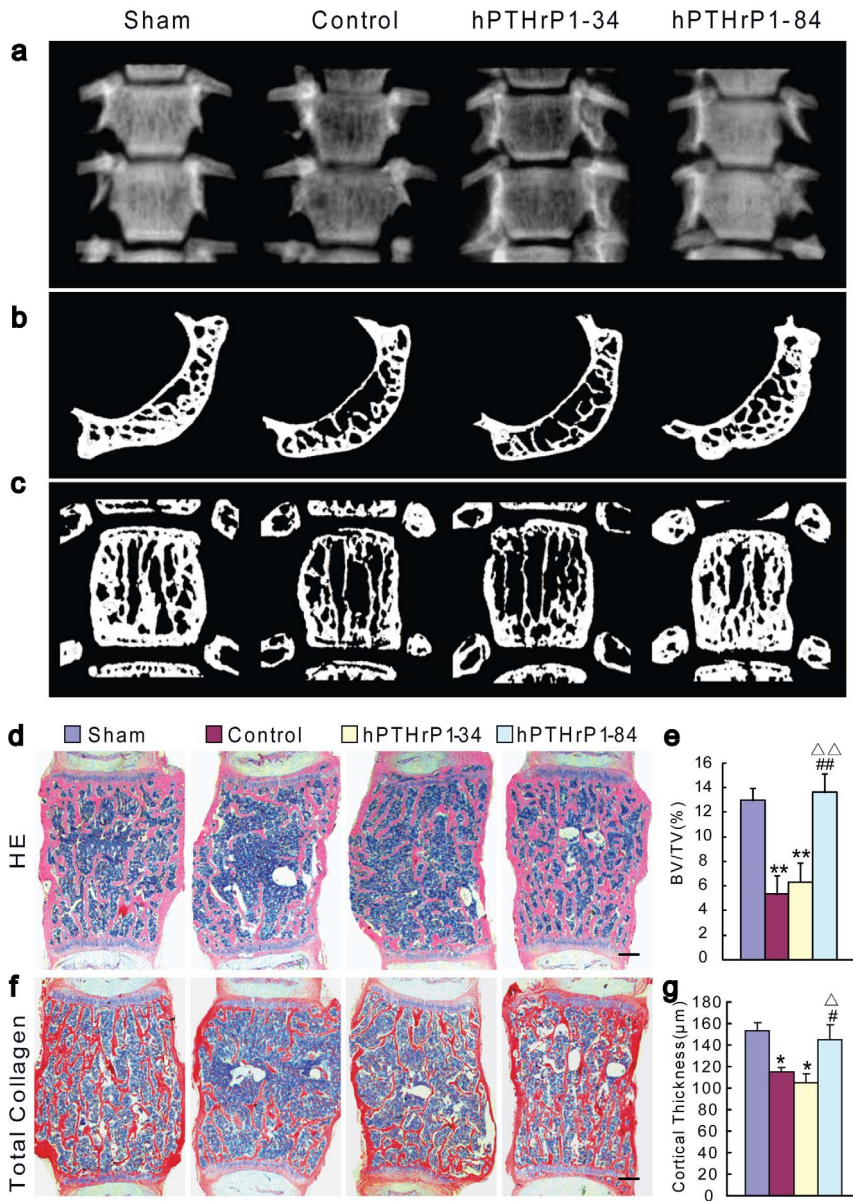 Sham Control hPTHrP1-34 hPTHrP1-84
a
b
c
d Sham Control hPTHrP1-34 hPTHrP1-84
HE
e
BV/TV(%)
16
14
12
10
8
6
4
2
0
**
**
△△
##
f
Total Collagen
g
Cortical Thickness(µm)
180
160
140
120
100
80
60
40
20
0
*
*
△
#